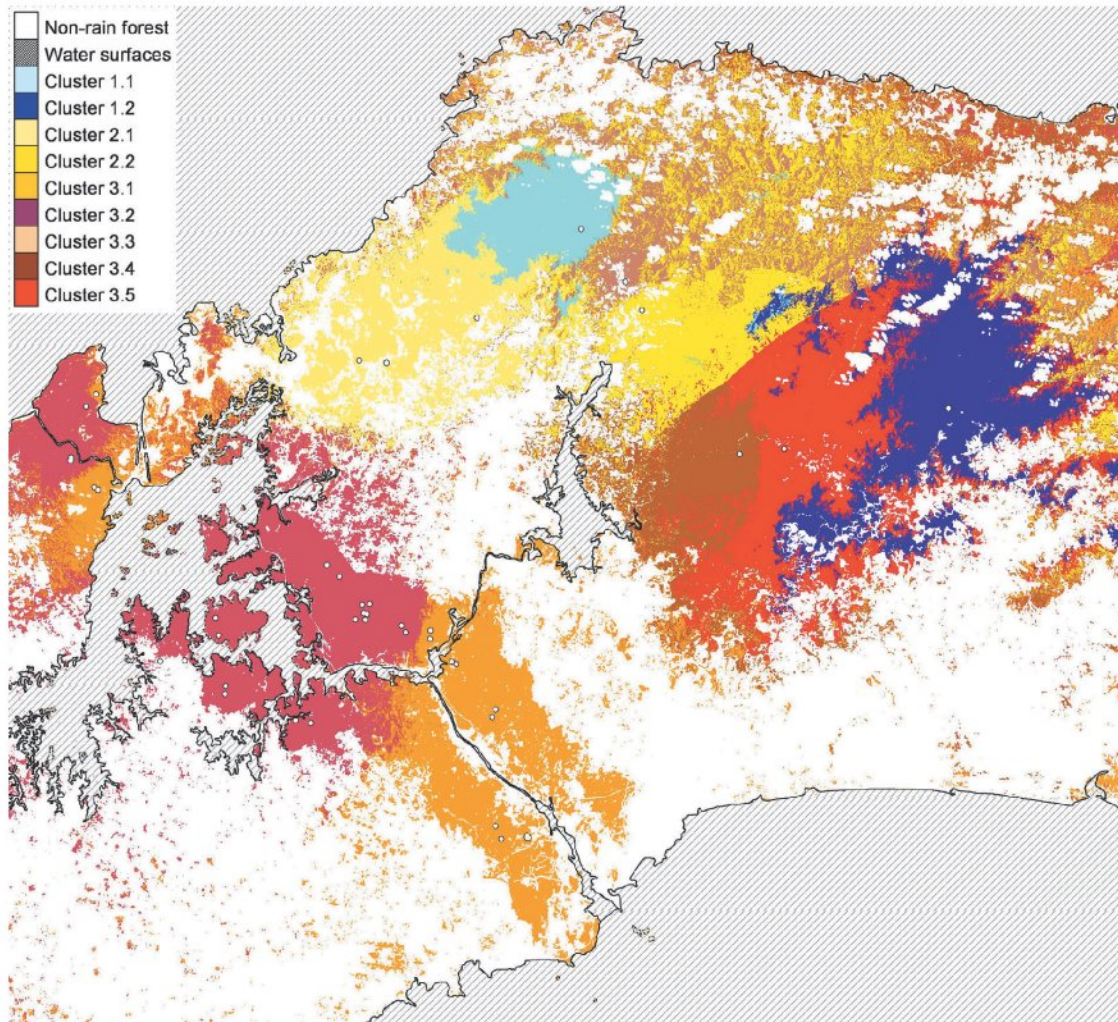 Non-rain forest
Water surfaces
Cluster 1.1
Cluster 1.2
Cluster 2.1
Cluster 2.2
Cluster 3.1
Cluster 3.2
Cluster 3.3
Cluster 3.4
Cluster 3.5